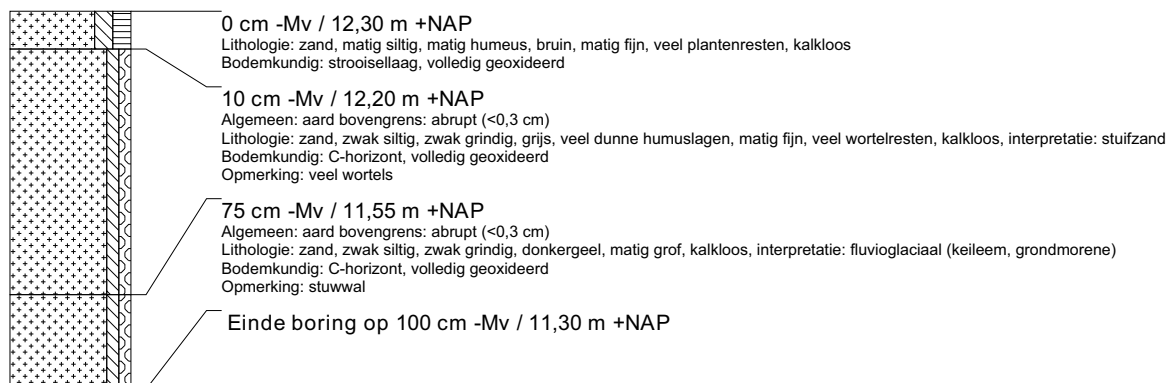 0 cm -Mv / 12,30 m +NAP
Lithologie: zand, matig siltig, matig humeus, bruin, matig fijn, veel plantenresten, kalkloos
Bodemkundig: strooisellaag, volledig geoxideerd
10 cm -Mv / 12,20 m +NAP
Algemeen: aard bovengrens: abrupt (<0,3 cm)
Lithologie: zand, zwak siltig, zwak grindig, grijs, veel dunne humuslagen, matig fijn, veel wortelresten, kalkloos, interpretatie: stuifzand
Bodemkundig: C-horizont, volledig geoxideerd
Opmerking: veel wortels
75 cm -Mv / 11,55 m +NAP
Algemeen: aard bovengrens: abrupt (<0,3 cm)
Lithologie: zand, zwak siltig, zwak grindig, donkergeel, matig grof, kalkloos, interpretatie: fluvioglaciaal (keileem, grondmorene)
Bodemkundig: C-horizont, volledig geoxideerd
Opmerking: stuwwal
Einde boring op 100 cm -Mv / 11,30 m +NAP